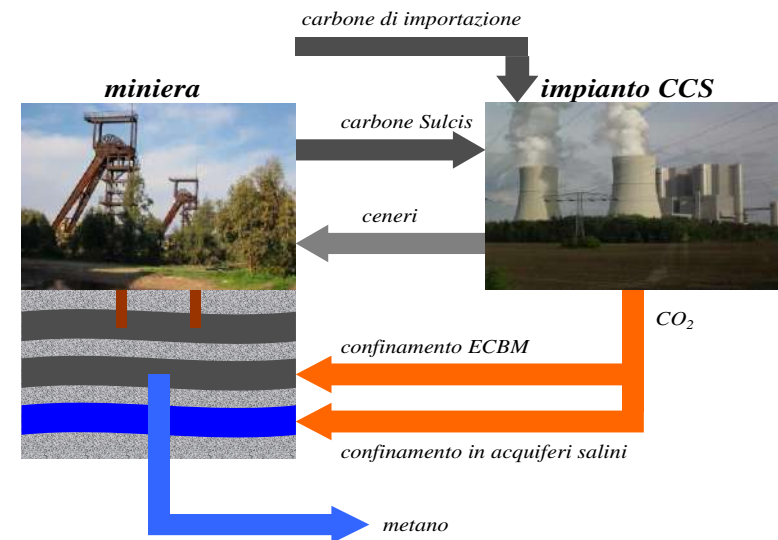 carbone di importazione
miniera
impianto CCS
carbone Sulcis
ceneri
CO₂
confinamento ECBM
confinamento in acquiferi salini
metano